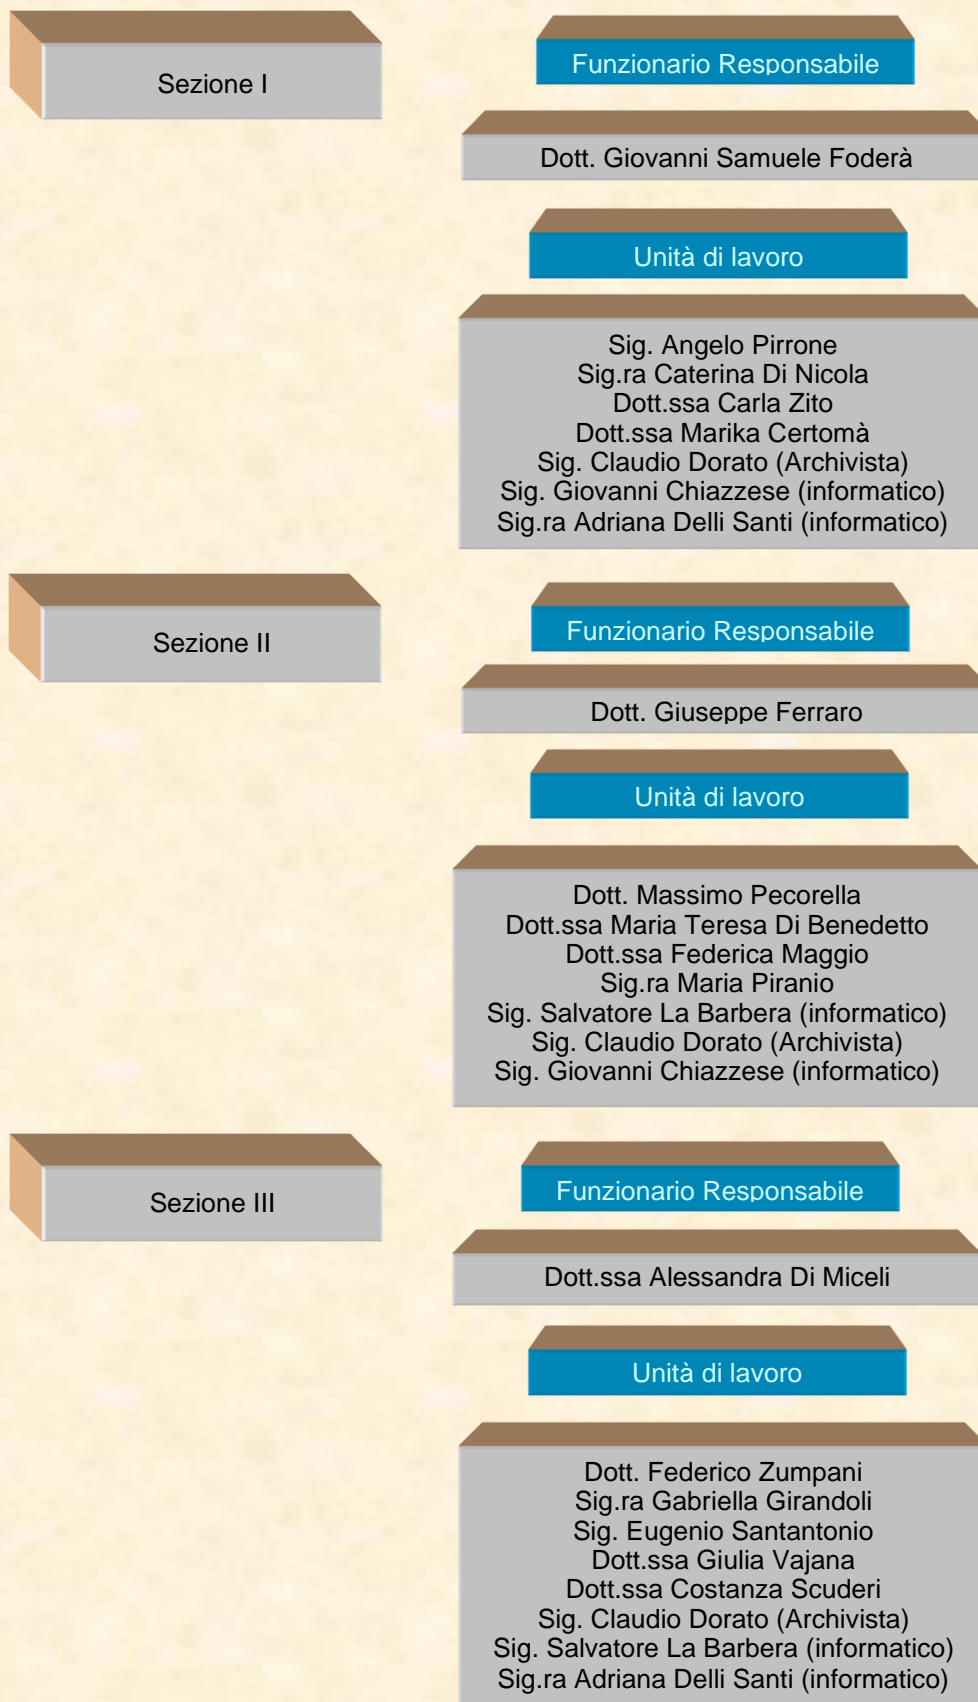 Sezione I
Funzionario Responsabile
Dott. Giovanni Samuele Foderà
Unità di lavoro
Sig. Angelo Pirrone
Sig.ra Caterina Di Nicola
Dott.ssa Carla Zito
Dott.ssa Marika Certomà
Sig. Claudio Dorato (Archivista)
Sig. Giovanni Chiazzese (informatico)
Sig.ra Adriana Delli Santi (informatico)
Sezione II
Funzionario Responsabile
Dott. Giuseppe Ferraro
Unità di lavoro
Dott. Massimo Pecorella
Dott.ssa Maria Teresa Di Benedetto
Dott.ssa Federica Maggio
Sig.ra Maria Piranio
Sig. Salvatore La Barbera (informatico)
Sig. Claudio Dorato (Archivista)
Sig. Giovanni Chiazzese (informatico)
Sezione III
Funzionario Responsabile
Dott.ssa Alessandra Di Miceli
Unità di lavoro
Dott. Federico Zumpani
Sig.ra Gabriella Girandoli
Sig. Eugenio Santantonio
Dott.ssa Giulia Vajana
Dott.ssa Costanza Scuderi
Sig. Claudio Dorato (Archivista)
Sig. Salvatore La Barbera (informatico)
Sig.ra Adriana Delli Santi (informatico)